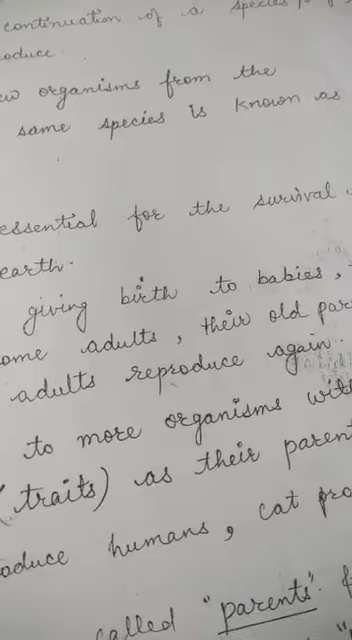 continuation of a species
oduce
organisms from the
same species is known as
essential for the survival
earth.
giving birth to babies,
ome adults, their old par
adults reproduce again.
to more organisms with
(traits) as their paren
oduce humans, cat pro
called "parents".